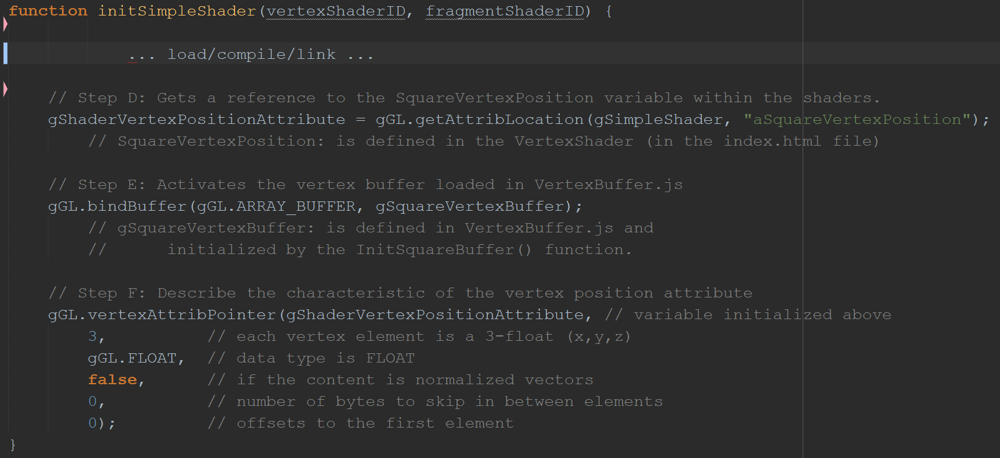 function initSimpleShader(vertexShaderID, fragmentShaderID) {
... load/compile/link ...
// Step D: Gets a reference to the SquareVertexPosition variable within the shaders.
gShaderVertexPositionAttribute = gGL.getAttribLocation(gSimpleShader, "aSquareVertexPosition");
// SquareVertexPosition: is defined in the VertexShader (in the index.html file)
// Step E: Activates the vertex buffer loaded in VertexBuffer.js
gGL.bindBuffer(gGL.ARRAY_BUFFER, gSquareVertexBuffer);
// gSquareVertexBuffer: is defined in VertexBuffer.js and
//      initialized by the InitSquareBuffer() function.
// Step F: Describe the characteristic of the vertex position attribute
gGL.vertexAttribPointer(gShaderVertexPositionAttribute, // variable initialized above
3,          // each vertex element is a 3-float (x,y,z)
gGL.FLOAT,  // data type is FLOAT
false,      // if the content is normalized vectors
0,          // number of bytes to skip in between elements
0);         // offsets to the first element
}